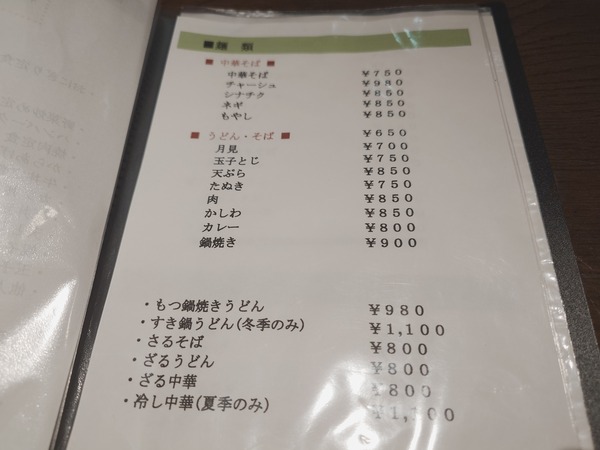 ■麺 類
■ 中華そば ■
中華そば ￥750
チャーシュ ￥980
シナチク ￥850
ネギ ￥850
もやし ￥850
■ うどん・そば ■ ￥650
月見 ￥700
玉子とじ ￥750
天ぷら ￥850
たぬき ￥750
肉 ￥850
かしわ ￥850
カレー ￥800
鍋焼き ￥900
・もつ鍋焼きうどん ￥980
・すき鍋うどん(冬季のみ) ￥1,100
・さるそば ￥800
・ざるうどん ￥800
・ざる中華 ￥800
・冷し中華(夏季のみ) ￥1,100